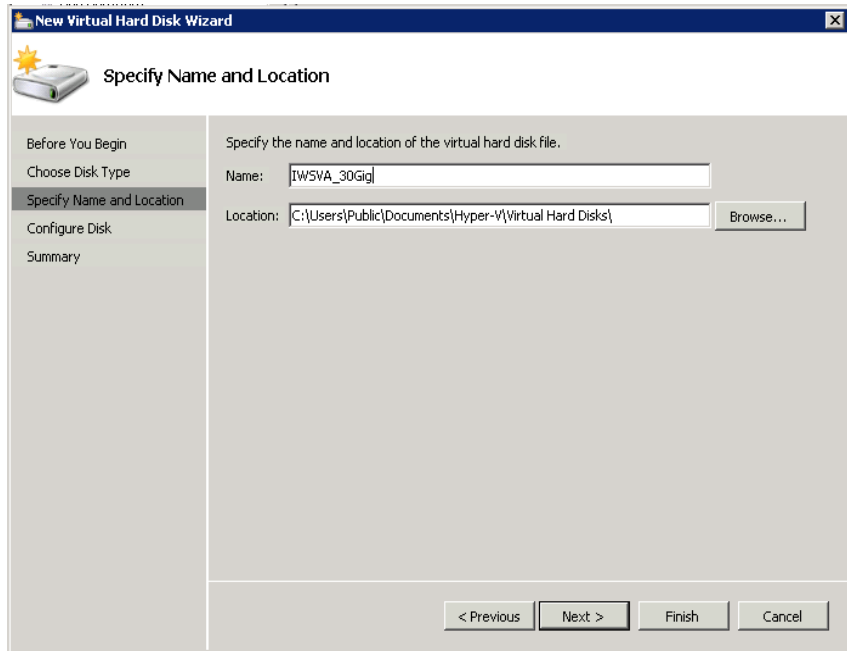 New Virtual Hard Disk Wizard
Specify Name and Location
Before You Begin
Choose Disk Type
Specify Name and Location
Configure Disk
Summary
Specify the name and location of the virtual hard disk file.
Name: IWSVA_30Gig
Location: C:\Users\Public\Documents\Hyper-V\Virtual Hard Disks\ Browse...
< Previous Next > Finish Cancel